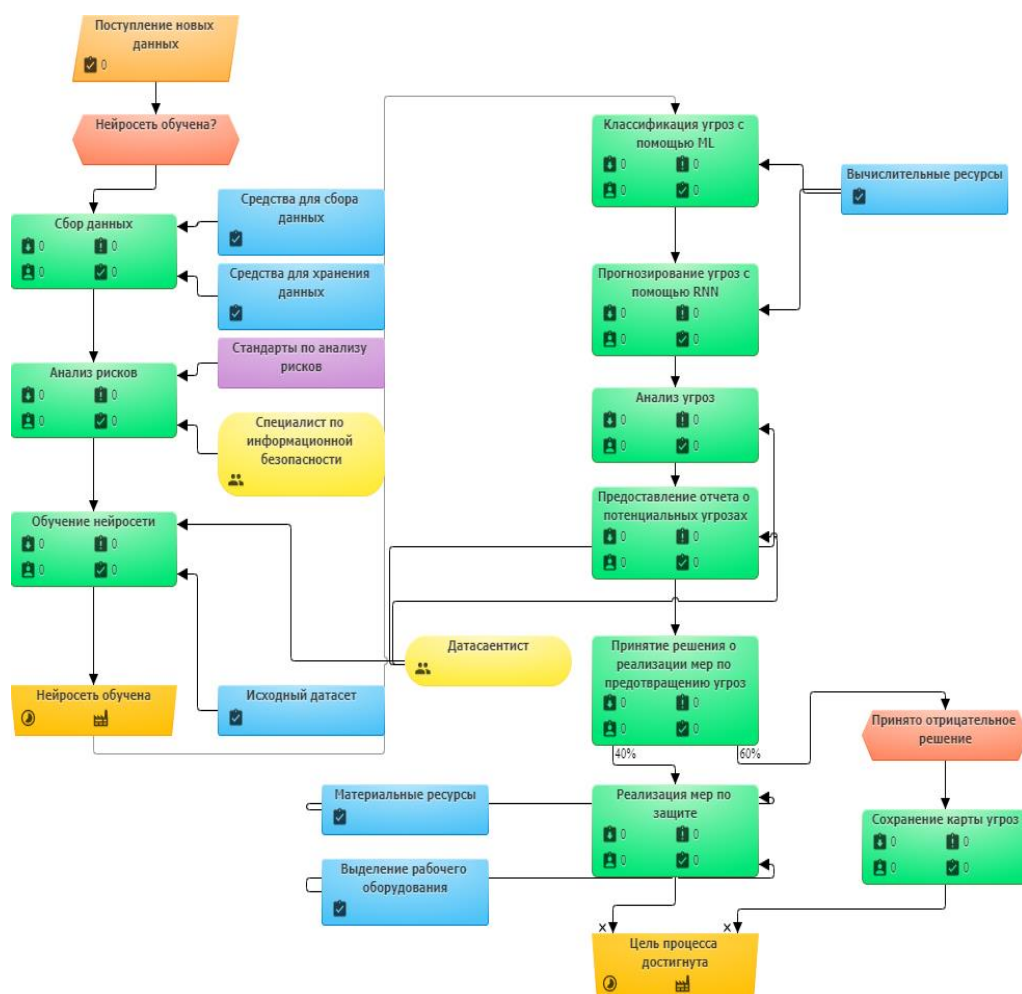 Поступление новых
данных
0
Нейросеть обучена?
Сбор данных
0 0
0 0
Средства для сбора
данных
Средства для хранения
данных
Анализ рисков
0 0
0 0
Стандарты по анализу
рисков
Специалист по
информационной
безопасности
Обучение нейросети
0 0
0 0
Датасаентист
Нейросеть обучена
Исходный датасет
Классификация угроз с
помощью ML
0 0
0 0
Вычислительные ресурсы
Прогнозирование угроз с
помощью RNN
0 0
0 0
Анализ угроз
0 0
0 0
Предоставление отчета о
потенциальных угрозах
0 0
0 0
Принятие решения о
реализации мер по
предотвращению угроз
0 0
0 0
40% 60%
Принято отрицательное
решение
Материальные ресурсы
Выделение рабочего
оборудования
Реализация мер по
защите
0 0
0 0
Сохранение карты угроз
0 0
0 0
Цель процесса
достигнута